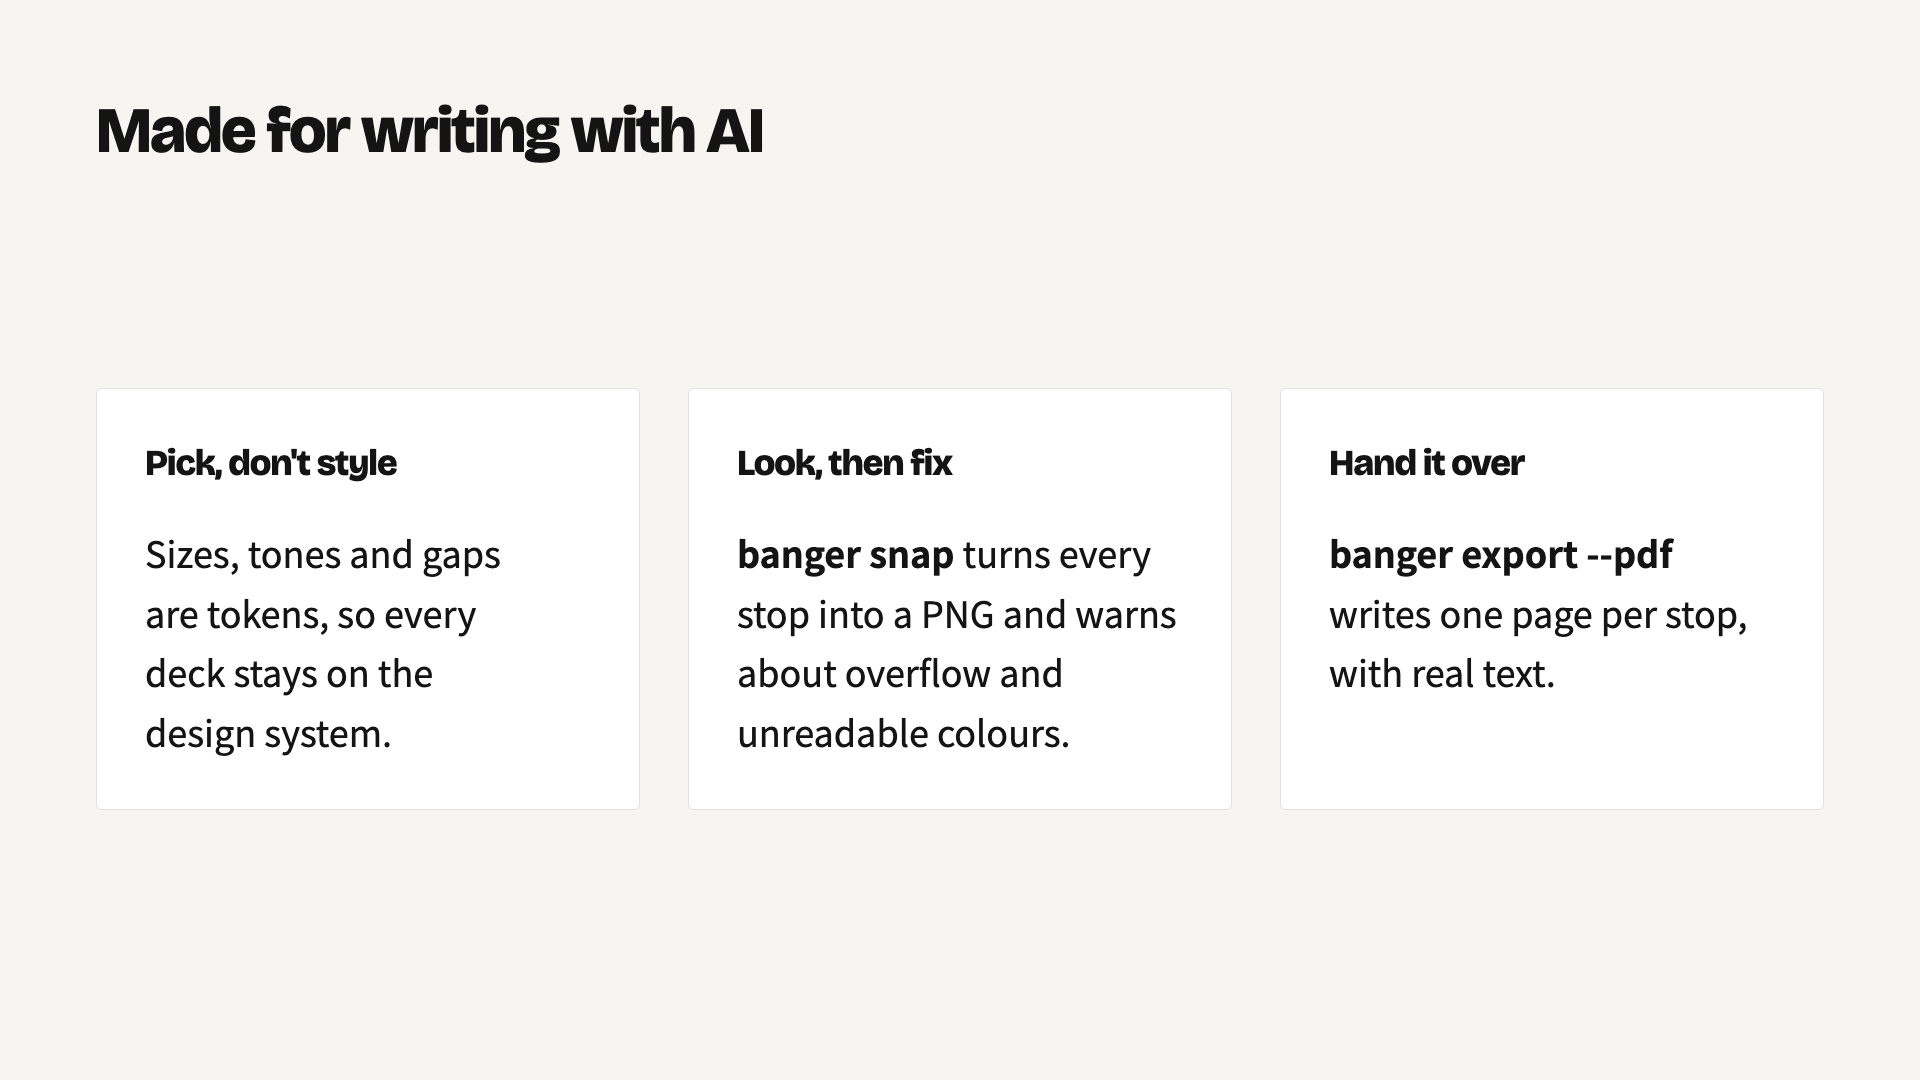 Made for writing with AI
Pick, don't style
Sizes, tones and gaps
are tokens, so every
deck stays on the
design system.
Look, then fix
banger snap turns every
stop into a PNG and warns
about overflow and
unreadable colours.
Hand it over
banger export --pdf
writes one page per stop,
with real text.